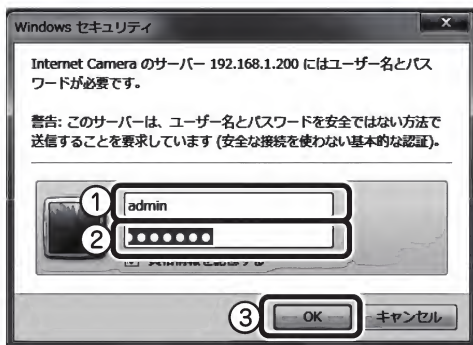 Windows セキュリティ
Internet Camera のサーバー 192.168.1.200 にはユーザー名とパス
ワードが必要です。
警告: このサーバーは、ユーザー名とパスワードを安全ではない方法で
送信することを要求しています (安全な接続を使わない基本的な認証)。
① admin
② ●●●●●●●
③ OK キャンセル